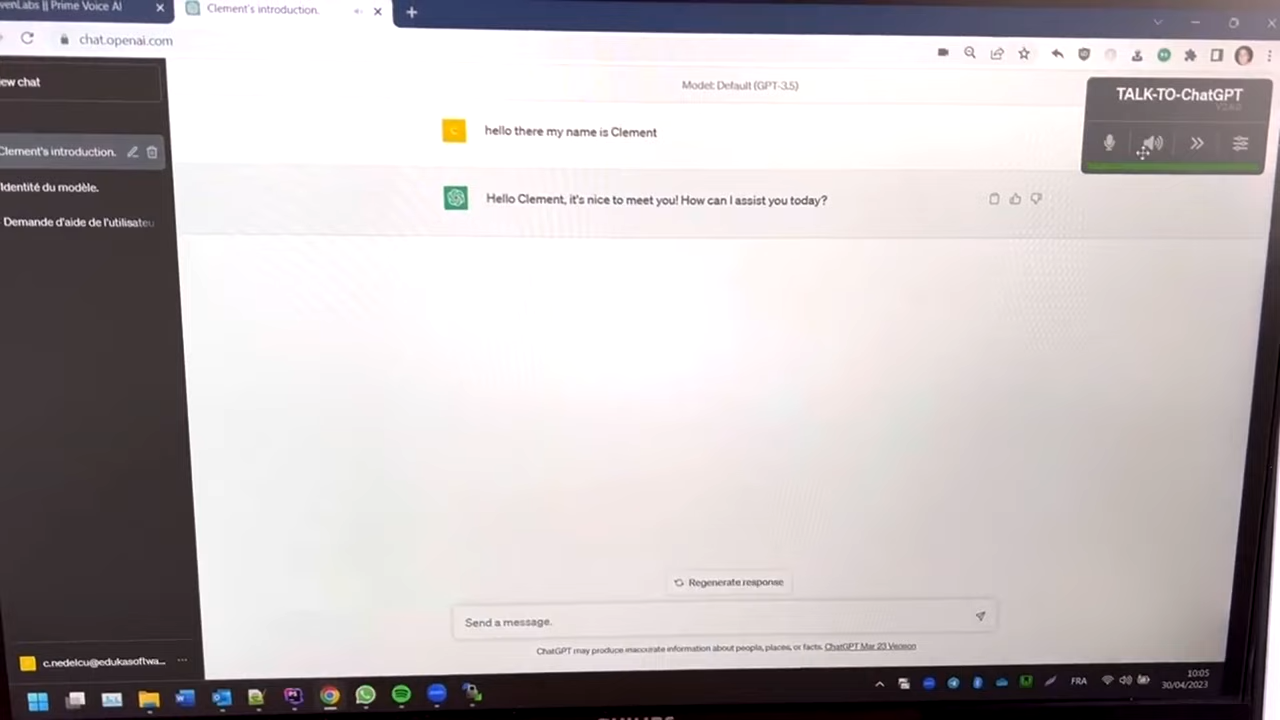 venLabs || Prime Voice AI
Clement's introduction.
chat.openai.com
ew chat
Model: Default (GPT-3.5)
TALK-TO-ChatGPT
hello there my name is Clement
Clement's introduction.
Identité du modèle.
Hello Clement, it's nice to meet you! How can I assist you today?
Demande d'aide de l'utilisateu
Regenerate response
Send a message.
ChatGPT may produce inaccurate information about people, places, or facts. ChatGPT Mar 23 Version
c.nedelcu@edukasoftwa...
FRA
10:05
30/04/2023